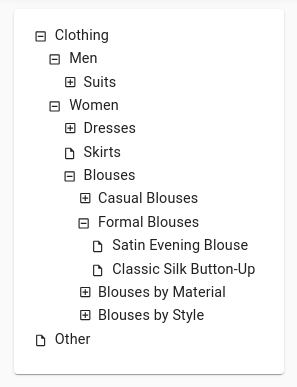 Clothing
Men
Suits
Women
Dresses
Skirts
Blouses
Casual Blouses
Formal Blouses
Satin Evening Blouse
Classic Silk Button-Up
Blouses by Material
Blouses by Style
Other